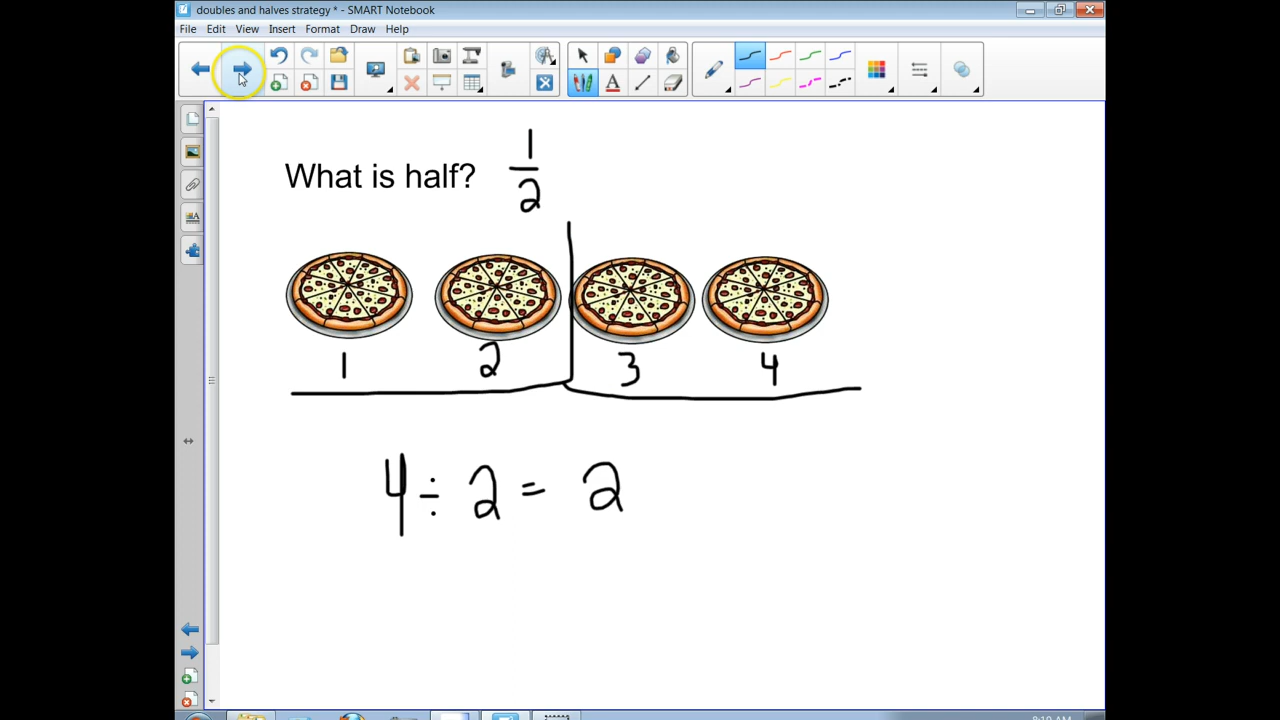 doubles and halves strategy * - SMART Notebook
File Edit View Insert Format Draw Help
What is half? 1/2
1 2 3 4
4 ÷ 2 = 2